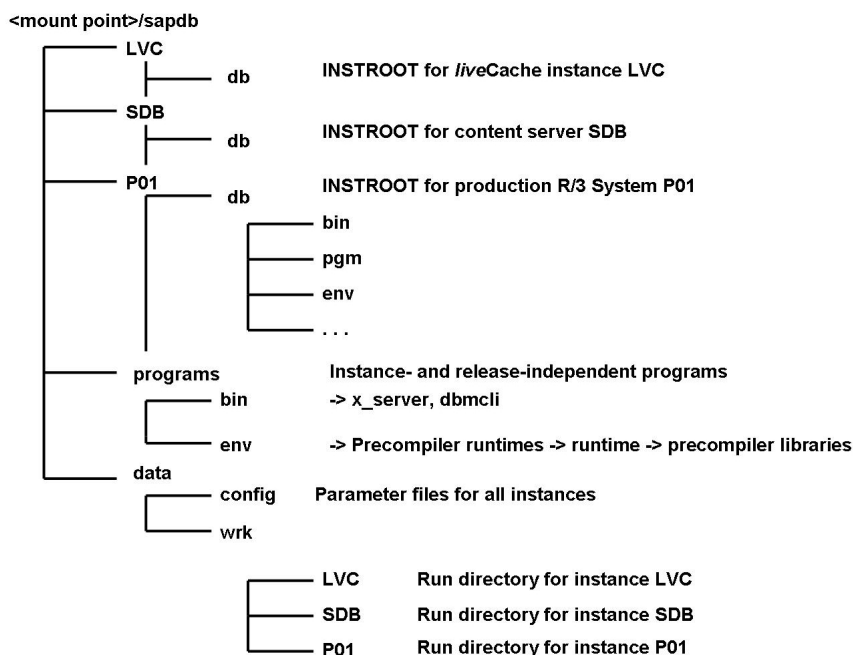 <mount point>/sapdb
LVC
db INSTROOT for liveCache instance LVC
SDB
db INSTROOT for content server SDB
P01
db INSTROOT for production R/3 System P01
bin
pgm
env
. . .
programs Instance- and release-independent programs
bin -> x_server, dbmcli
env -> Precompiler runtimes -> runtime -> precompiler libraries
data
config Parameter files for all instances
wrk
LVC Run directory for instance LVC
SDB Run directory for instance SDB
P01 Run directory for instance P01